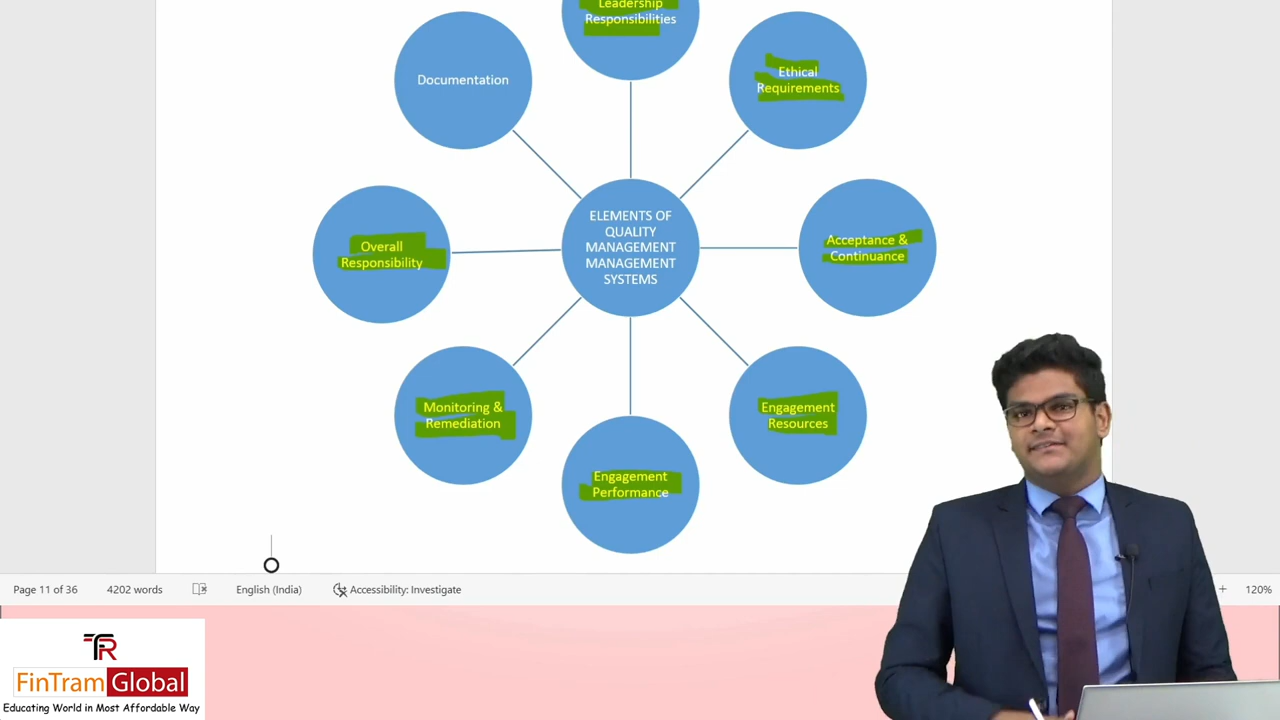 Leadership
Responsibilities
Documentation
Ethical
Requirements
ELEMENTS OF
QUALITY
MANAGEMENT
MANAGEMENT
SYSTEMS
Overall
Responsibility
Acceptance &
Continuance
Monitoring &
Remediation
Engagement
Resources
Engagement
Performance
Page 11 of 36
4202 words
English (India)
Accessibility: Investigate
+ 120%
TR
FinTram Global
Educating World in Most Affordable Way